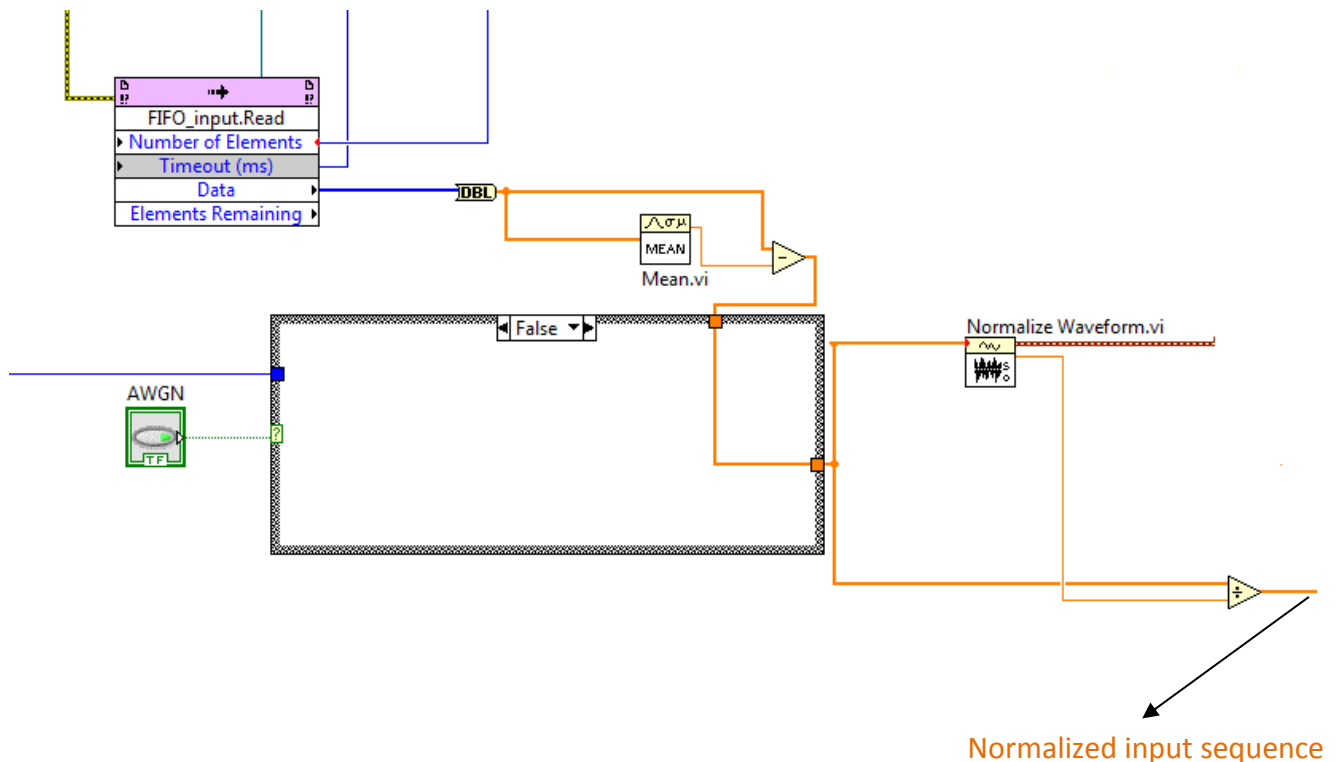 FIFO_input.Read
Number of Elements
Timeout (ms)
Data
Elements Remaining
DBL
σμ
MEAN
Mean.vi
False
Normalize Waveform.vi
S
O
AWGN
TF
?
Normalized input sequence